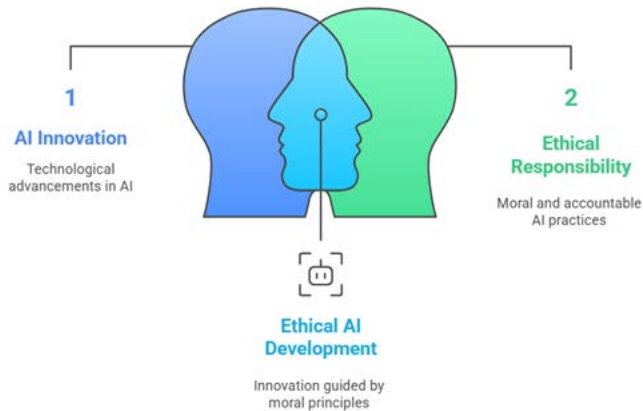 1
AI Innovation
Technological
advancements in AI
2
Ethical
Responsibility
Moral and accountable
AI practices
Ethical AI
Development
Innovation guided by
moral principles